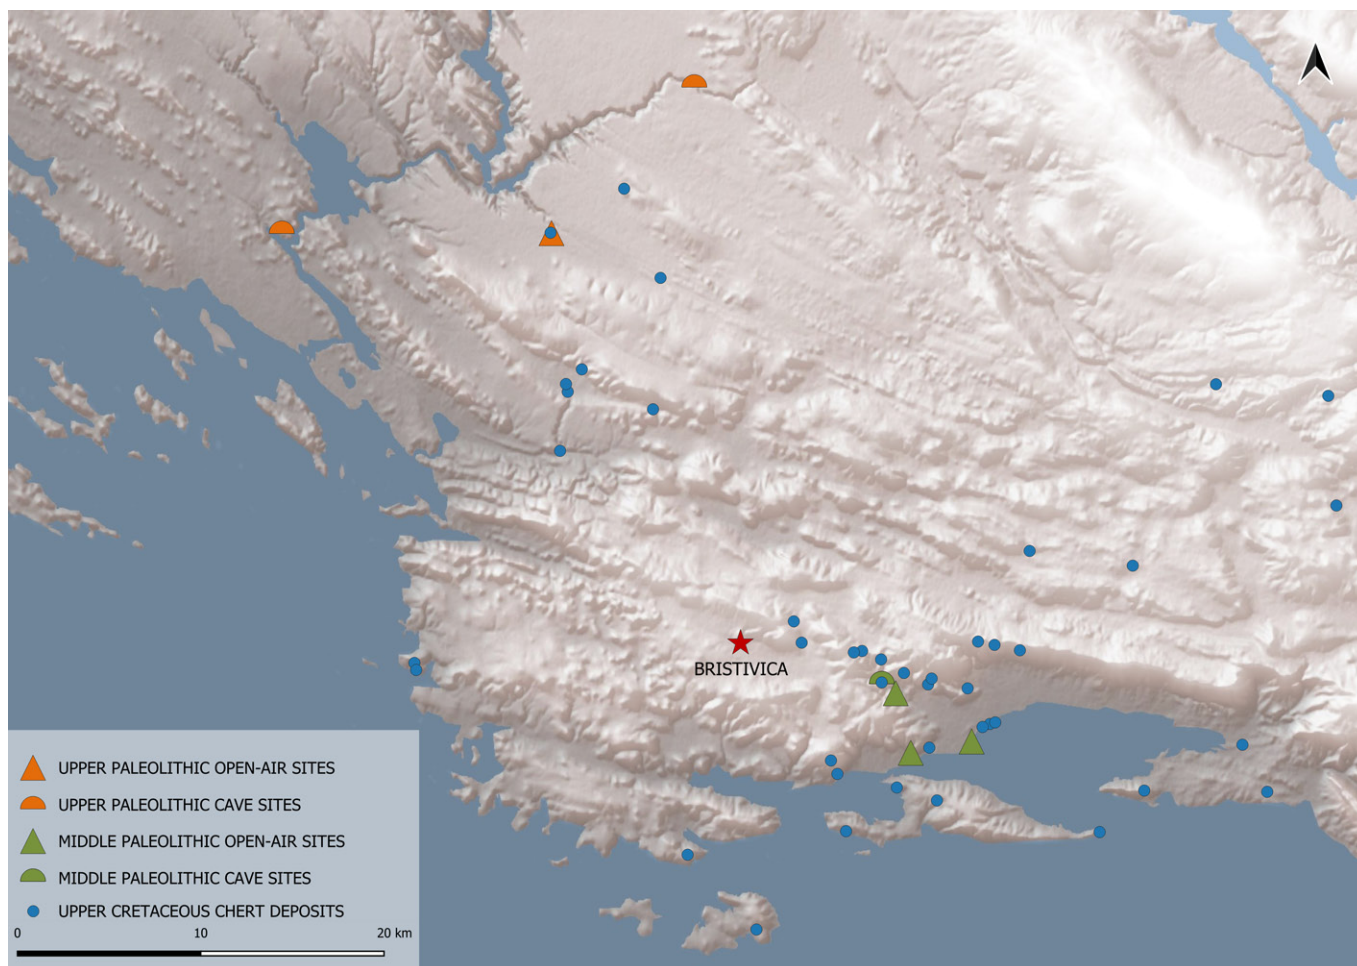 BRISTIVICA
UPPER PALEOLITHIC OPEN-AIR SITES
UPPER PALEOLITHIC CAVE SITES
MIDDLE PALEOLITHIC OPEN-AIR SITES
MIDDLE PALEOLITHIC CAVE SITES
UPPER CRETACEOUS CHERT DEPOSITS
0 10 20 km